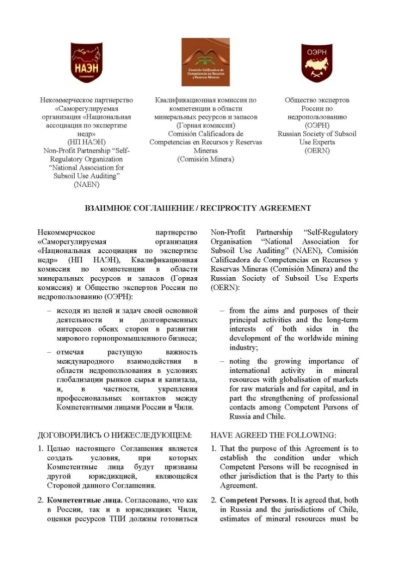 НАЭН
Comisión Calificadora de
Competencias en Recursos
y Reservas Mineras
ОЭРН
Некоммерческое партнерство
«Саморегулируемая
организация «Национальная
ассоциация по экспертизе
недр»
(НП НАЭН)
Non-Profit Partnership "Self-
Regulatory Organization
"National Association for
Subsoil Use Auditing"
(NAEN)
Квалификационная комиссия по
компетенции в области
минеральных ресурсов и запасов
(Горная комиссия)
Comisión Calificadora de
Competencias en Recursos y Reservas
Mineras
(Comisión Minera)
Общество экспертов
России по
недропользованию
(ОЭРН)
Russian Society of Subsoil
Use Experts
(OERN)
ВЗАИМНОЕ СОГЛАШЕНИЕ / RECIPROCITY AGREEMENT
Некоммерческое партнерство
«Саморегулируемая организация
«Национальная ассоциация по экспертизе
недр» (НП НАЭН), Квалификационная
комиссия по компетенции в области
минеральных ресурсов и запасов (Горная
комиссия) и Общество экспертов России по
недропользованию (ОЭРН):
– исходя из целей и задач своей основной
деятельности и долговременных
интересов обеих сторон в развитии
мирового горнопромышленного бизнеса;
– отмечая растущую важность
международного взаимодействия в
области недропользования в условиях
глобализации рынков сырья и капитала,
и, в частности, укрепления
профессиональных контактов между
Компетентными лицами России и Чили.
ДОГОВОРИЛИСЬ О НИЖЕСЛЕДУЮЩЕМ:
1. Целью настоящего Соглашения является
создать условия, при которых
Компетентные лица будут признаны
другой юрисдикцией, являющейся
Стороной данного Соглашения.
2. Компетентные лица. Согласовано, что как
в России, так и в юрисдикциях Чили,
оценки ресурсов ТПИ должны готовиться
Non-Profit Partnership "Self-Regulatory
Organisation "National Association for
Subsoil Use Auditing" (NAEN), Comisión
Calificadora de Competencias en Recursos y
Reservas Mineras (Comisión Minera) and the
Russian Society of Subsoil Use Experts
(OERN):
– from the aims and purposes of their
principal activities and the long-term
interests of both sides in the
development of the worldwide mining
industry;
– noting the growing importance of
international activity in mineral
resources with globalisation of markets
for raw materials and for capital, and in
part the strengthening of professional
contacts among Competent Persons of
Russia and Chile.
HAVE AGREED THE FOLLOWING:
1. That the purpose of this Agreement is to
establish the condition under which
Competent Persons will be recognised in
other jurisdiction that is the Party to this
Agreement.
2. Competent Persons. It is agreed that, both
in Russia and the jurisdictions of Chile,
estimates of mineral resources must be